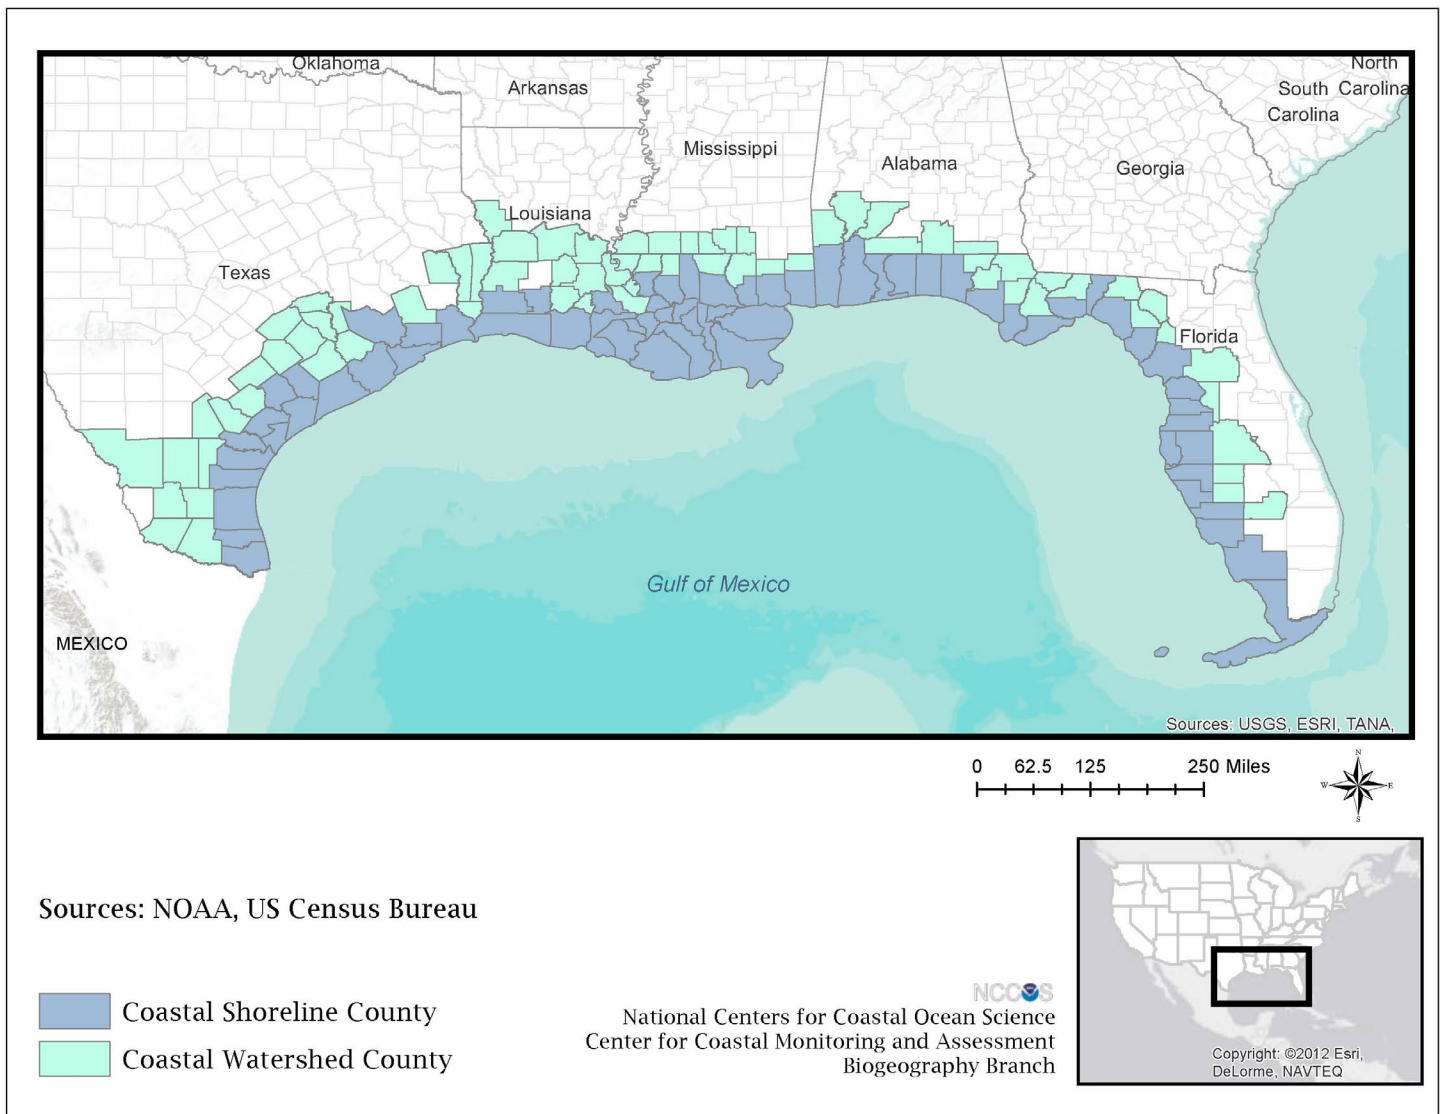 Oklahoma
Arkansas
North
South Carolina
Carolina
Mississippi
Alabama
Georgia
Louisiana
Texas
Florida
Gulf of Mexico
MEXICO
Sources: USGS, ESRI, TANA,
0 62.5 125 250 Miles
N
W E
S
Sources: NOAA, US Census Bureau
Coastal Shoreline County
Coastal Watershed County
NCCOS
National Centers for Coastal Ocean Science
Center for Coastal Monitoring and Assessment
Biogeography Branch
Copyright: ©2012 Esri,
DeLorme, NAVTEQ